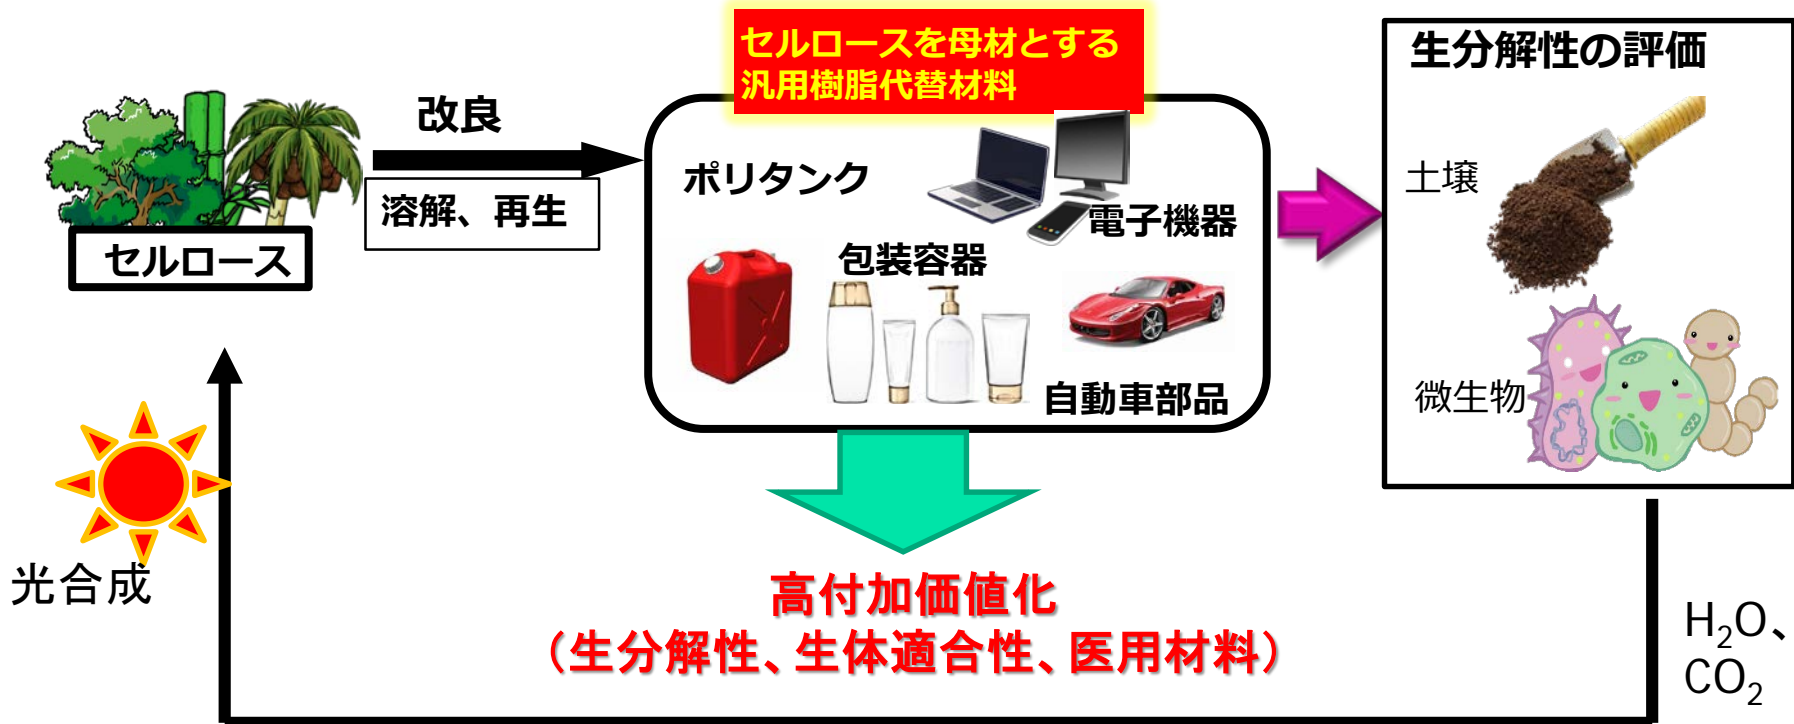 セルロースを母材とする
汎用樹脂代替材料
生分解性の評価
改良
溶解、再生
セルロース
ポリタンク
電子機器
包装容器
自動車部品
土壌
微生物
光合成
高付加価値化
（生分解性、生体適合性、医用材料）
H₂O、
CO₂